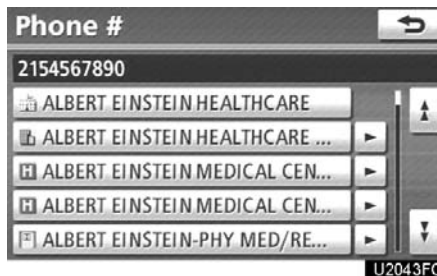 Phone #
2154567890
ALBERT EINSTEIN HEALTHCARE
ALBERT EINSTEIN HEALTHCARE ...
ALBERT EINSTEIN MEDICAL CEN...
ALBERT EINSTEIN MEDICAL CEN...
ALBERT EINSTEIN-PHY MED/RE...
U2043FC